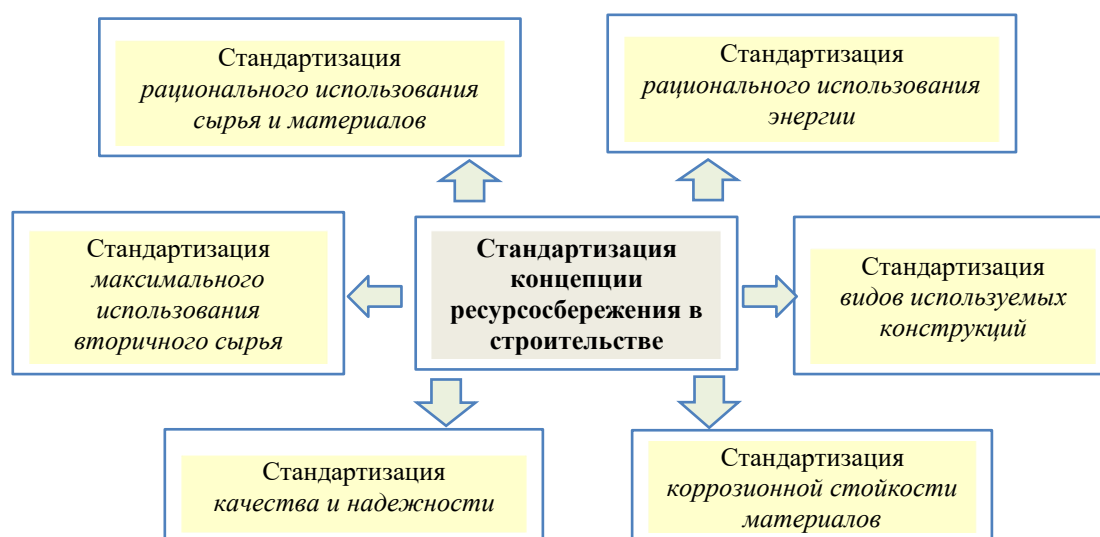 Стандартизация
рационального использования
сырья и материалов
Стандартизация
рационального использования
энергии
Стандартизация
максимального
использования
вторичного сырья
Стандартизация
концепции
ресурсосбережения в
строительстве
Стандартизация
видов используемых
конструкций
Стандартизация
качества и надежности
Стандартизация
коррозионной стойкости
материалов